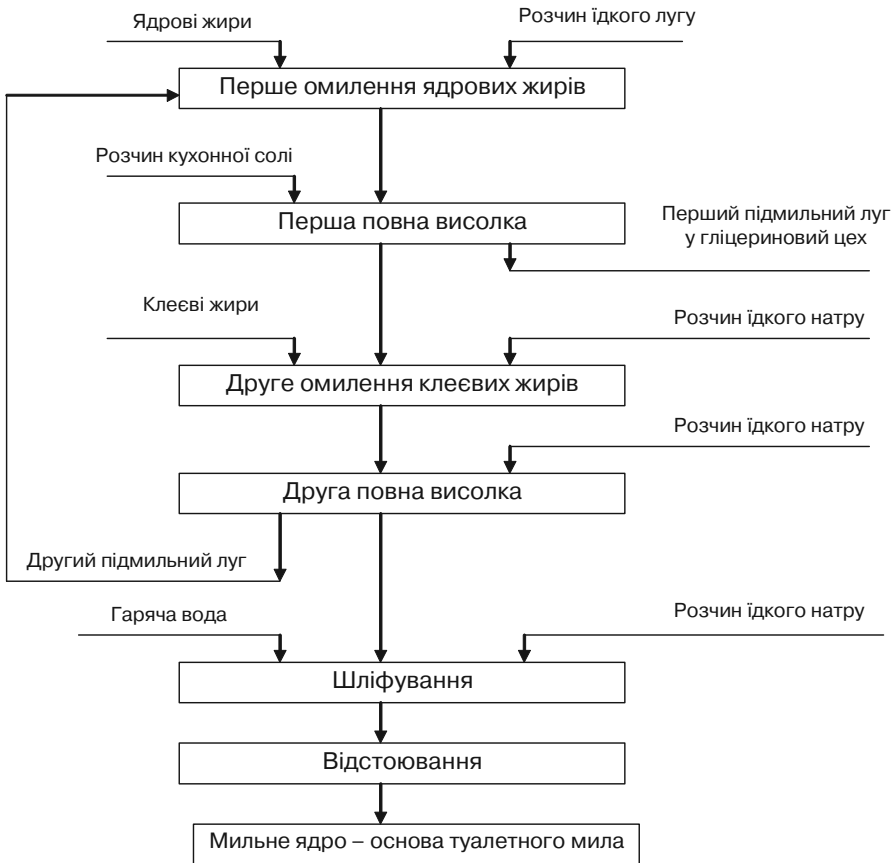 Ядрові жири
Розчин їдкого лугу
Перше омилення ядрових жирів
Розчин кухонної солі
Перша повна висолка
Перший підмильний луг
у гліцериновий цех
Клеєві жири
Розчин їдкого натру
Друге омилення клеєвих жирів
Розчин їдкого натру
Друга повна висолка
Другий підмильний луг
Гаряча вода
Розчин їдкого натру
Шліфування
Відстоювання
Мильне ядро – основа туалетного мила